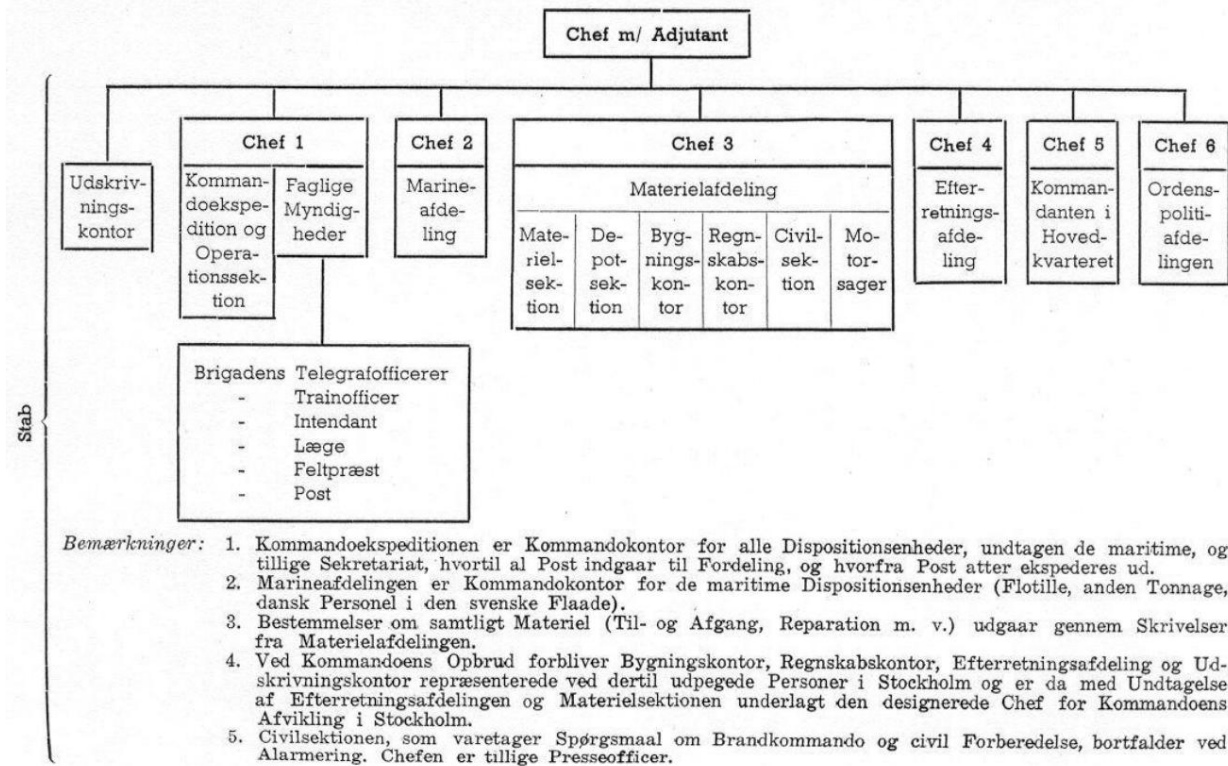 Chef m/ Adjutant
Stab
Udskriv-
nings-
kontor
Chef 1
Komman-
doekspe-
dition og
Opera-
tionssek-
tion
Faglige
Myndig-
heder
Chef 2
Marine-
afde-
ling
Chef 3
Materielafdeling
Mate-
riel-
sek-
tion
De-
pot-
sek-
tion
Byg-
nings-
kon-
tor
Regn-
skabs-
kon-
tor
Civil-
sek-
tion
Mo-
tor-
sager
Chef 4
Efter-
retnings-
afde-
ling
Chef 5
Komman-
danten i
Hoved-
kvarteret
Chef 6
Ordens-
politi-
afde-
lingen
Brigadens Telegrafofficerer
- Trainofficer
- Intendant
- Læge
- Feltpræst
- Post
Bemærkninger: 1. Kommandoekspeditionen er Kommandokontor for alle Dispositionsenheder, undtagen de maritime, og
tillige Sekretariat, hvortil al Post indgaar til Fordeling, og hvorfra Post atter ekspederes ud.
2. Marineafdelingen er Kommandokontor for de maritime Dispositionsenheder (Flotille, anden Tonnage,
dansk Personel i den svenske Flaade).
3. Bestemmelser om samtligt Materiel (Til- og Afgang, Reparation m. v.) udgaar gennem Skrivelser
fra Materielafdelingen.
4. Ved Kommandoens Opbrud forbliver Bygningskontor, Regnskabskontor, Efterretningsafdeling og Ud-
skrivningskontor repræsenterede ved dertil udpegede Personer i Stockholm og er da med Undtagelse
af Efterretningsafdelingen og Materielsektionen underlagt den designerede Chef for Kommandoens
Afvikling i Stockholm.
5. Civilsektionen, som varetager Spørgsmaal om Brandkommando og civil Forberedelse, bortfalder ved
Alarmering. Chefen er tillige Presseofficer.